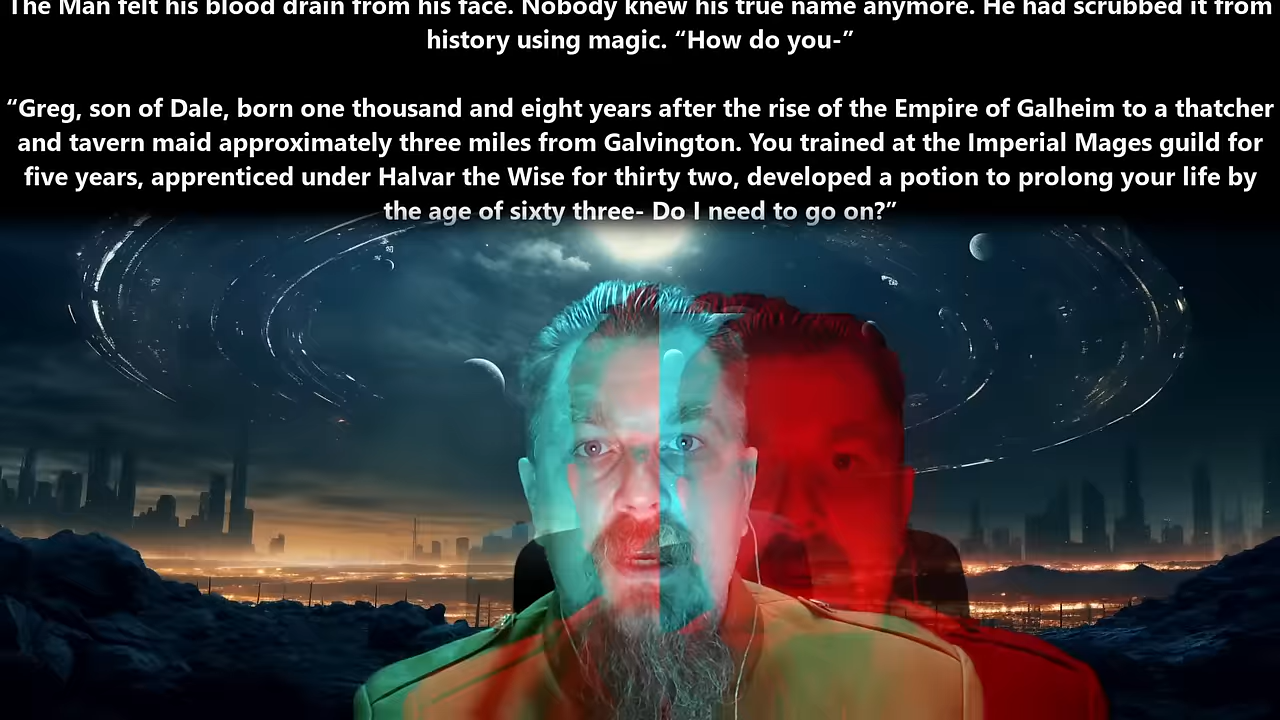 The Man felt his blood drain from his face. Nobody knew his true name anymore. He had scrubbed it from
history using magic. “How do you-”
“Greg, son of Dale, born one thousand and eight years after the rise of the Empire of Galheim to a thatcher
and tavern maid approximately three miles from Galvington. You trained at the Imperial Mages guild for
five years, apprenticed under Halvar the Wise for thirty two, developed a potion to prolong your life by
the age of sixty three- Do I need to go on?”